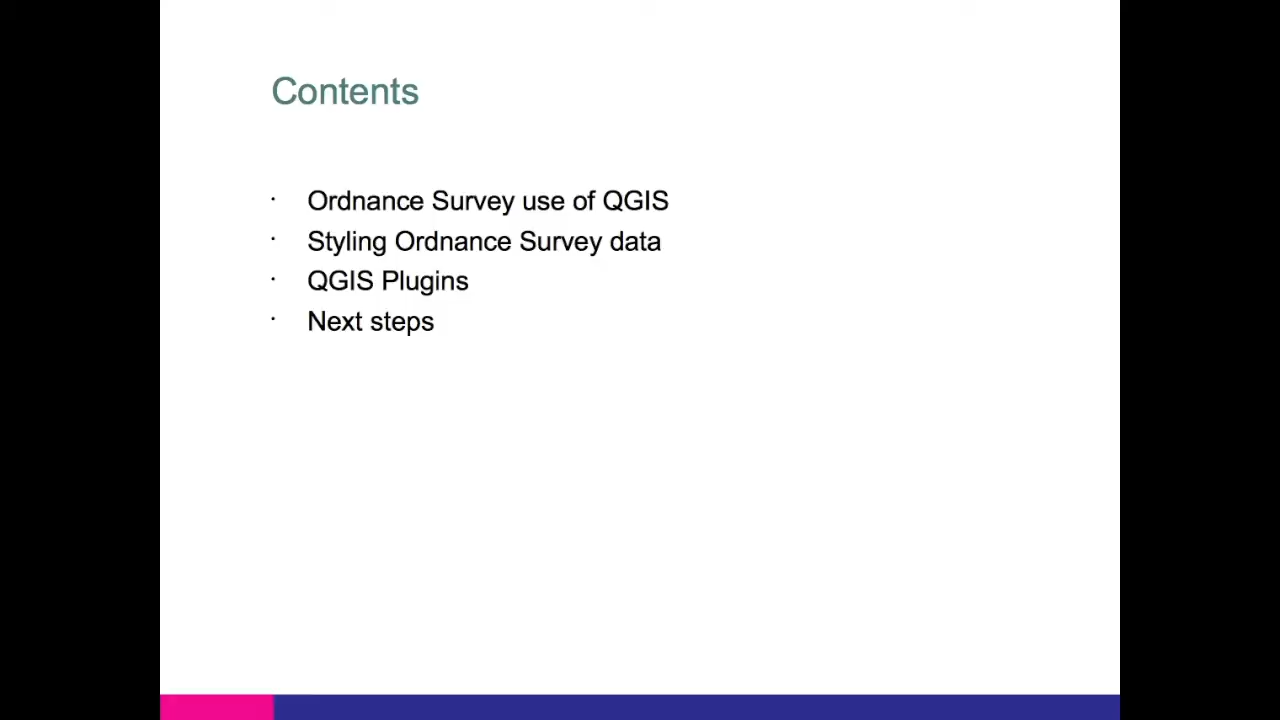 Contents
· Ordnance Survey use of QGIS
· Styling Ordnance Survey data
· QGIS Plugins
· Next steps